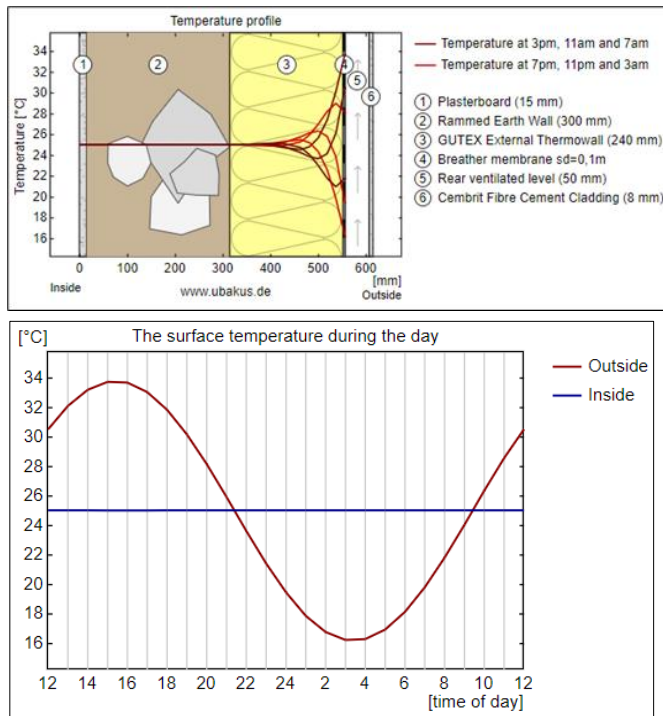 Temperature profile
Temperature [°C]
34
32
30
28
26
24
22
20
18
16
1
2
3
4
5
6
0
100
200
300
400
500
600
[mm]
Inside
www.ubakus.de
Outside
Temperature at 3pm, 11am and 7am
Temperature at 7pm, 11pm and 3am
1 Plasterboard (15 mm)
2 Rammed Earth Wall (300 mm)
3 GUTEX External Thermowall (240 mm)
4 Breather membrane sd=0,1m
5 Rear ventilated level (50 mm)
6 Cembrit Fibre Cement Cladding (8 mm)
[°C]
The surface temperature during the day
34
32
30
28
26
24
22
20
18
16
12
14
16
18
20
22
24
2
4
6
8
10
12
[time of day]
Outside
Inside